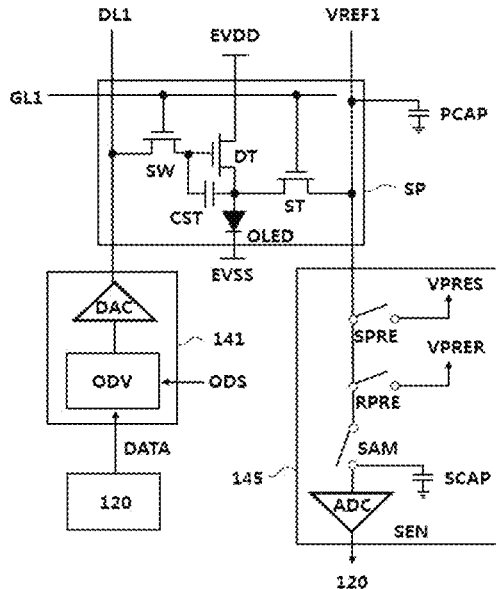 DL1
VREF1
EVDD
GL1
PCAP
SW
DT
ST
SP
CST
OLED
EVSS
VPRES
DAC
SPRE
141
VPRER
ODV
ODS
RPRE
DATA
SAM
145
SCAP
120
ADC
SEN
120